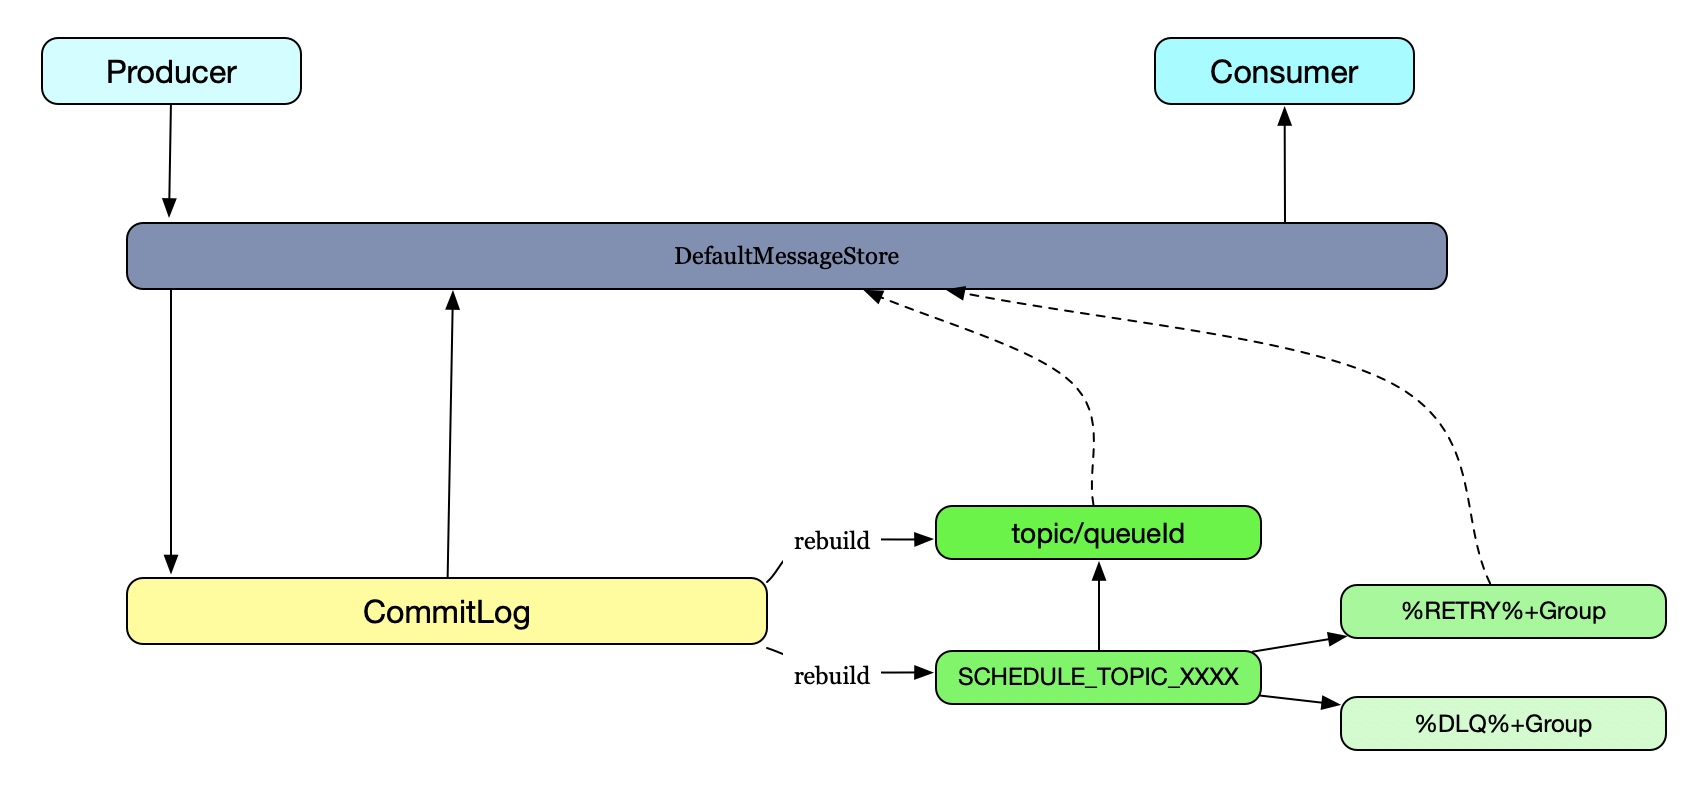 Producer
Consumer
DefaultMessageStore
rebuild
topic/queueId
CommitLog
%RETRY%+Group
rebuild
SCHEDULE_TOPIC_XXXX
%DLQ%+Group